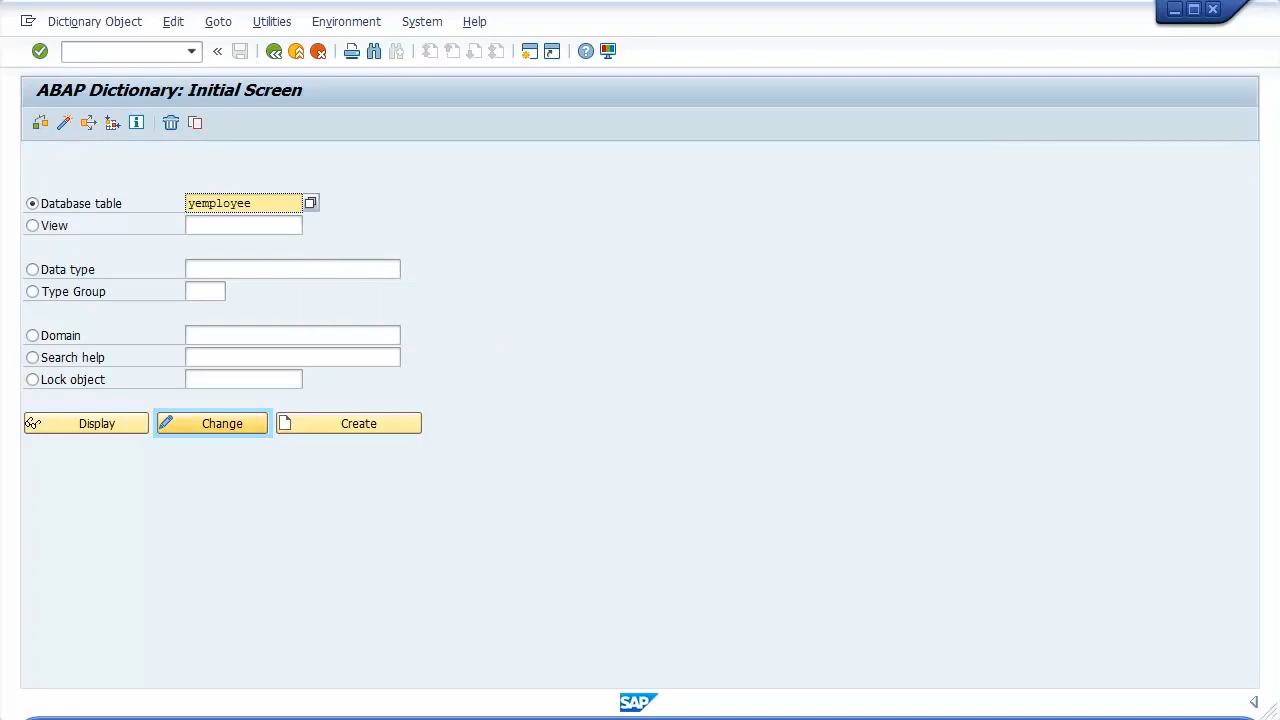 Dictionary Object Edit Goto Utilities Environment System Help
ABAP Dictionary: Initial Screen
Database table yemployee
View
Data type
Type Group
Domain
Search help
Lock object
Display Change Create
SAP